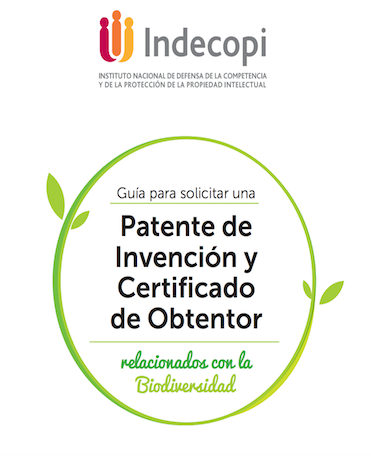 Indecopi
INSTITUTO NACIONAL DE DEFENSA DE LA COMPETENCIA
Y DE LA PROTECCIÓN DE LA PROPIEDAD INTELECTUAL
Guía para solicitar una
Patente de
Invención y
Certificado
de Obtentor
relacionados con la
Biodiversidad